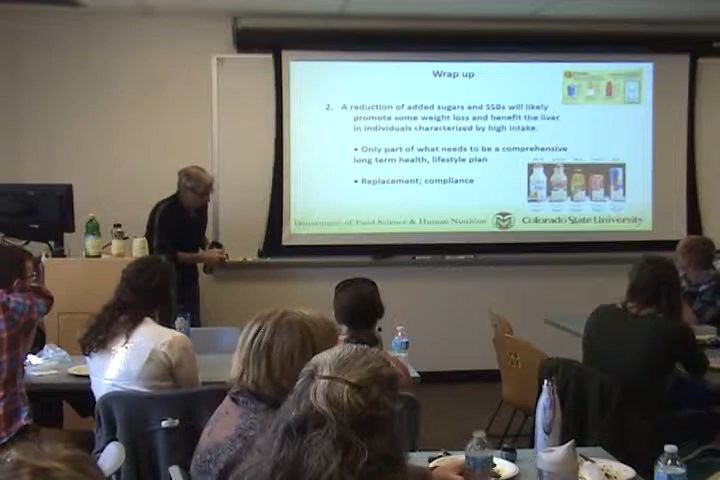 Wrap up
2. A reduction of added sugars and SSBs will likely
promote some weight loss and benefit the liver
in individuals characterized by high intake.
• Only part of what needs to be a comprehensive
long term health, lifestyle plan
• Replacement; compliance
Department of Food Science & Human Nutrition
Colorado State University